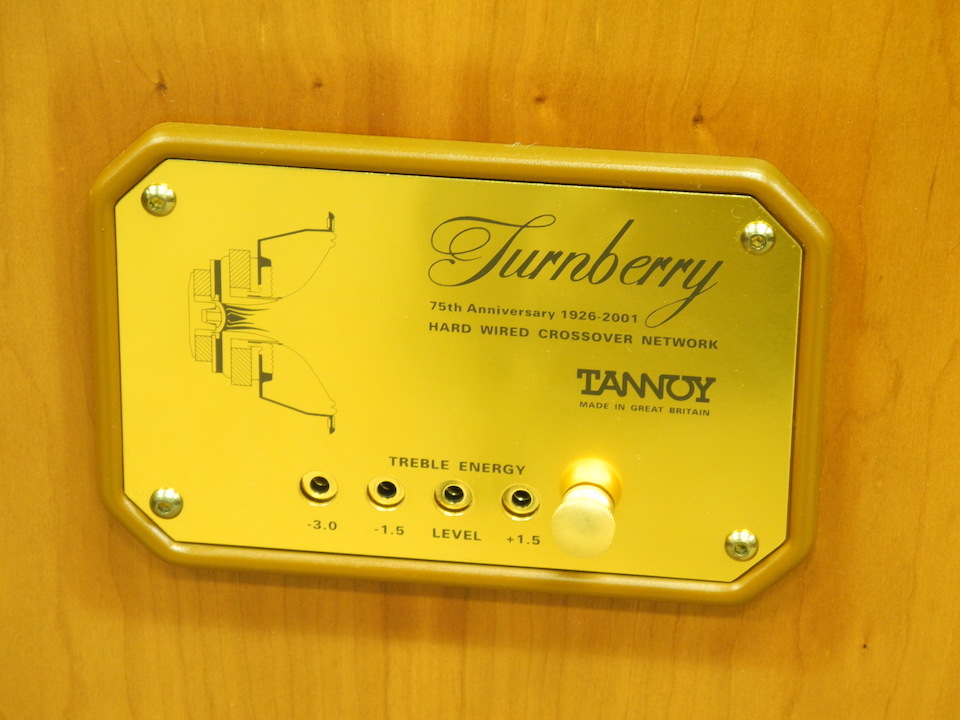 Turnberry
75th Anniversary 1926-2001
HARD WIRED CROSSOVER NETWORK
TANNOY
MADE IN GREAT BRITAIN
TREBLE ENERGY
-3.0 -1.5 LEVEL +1.5